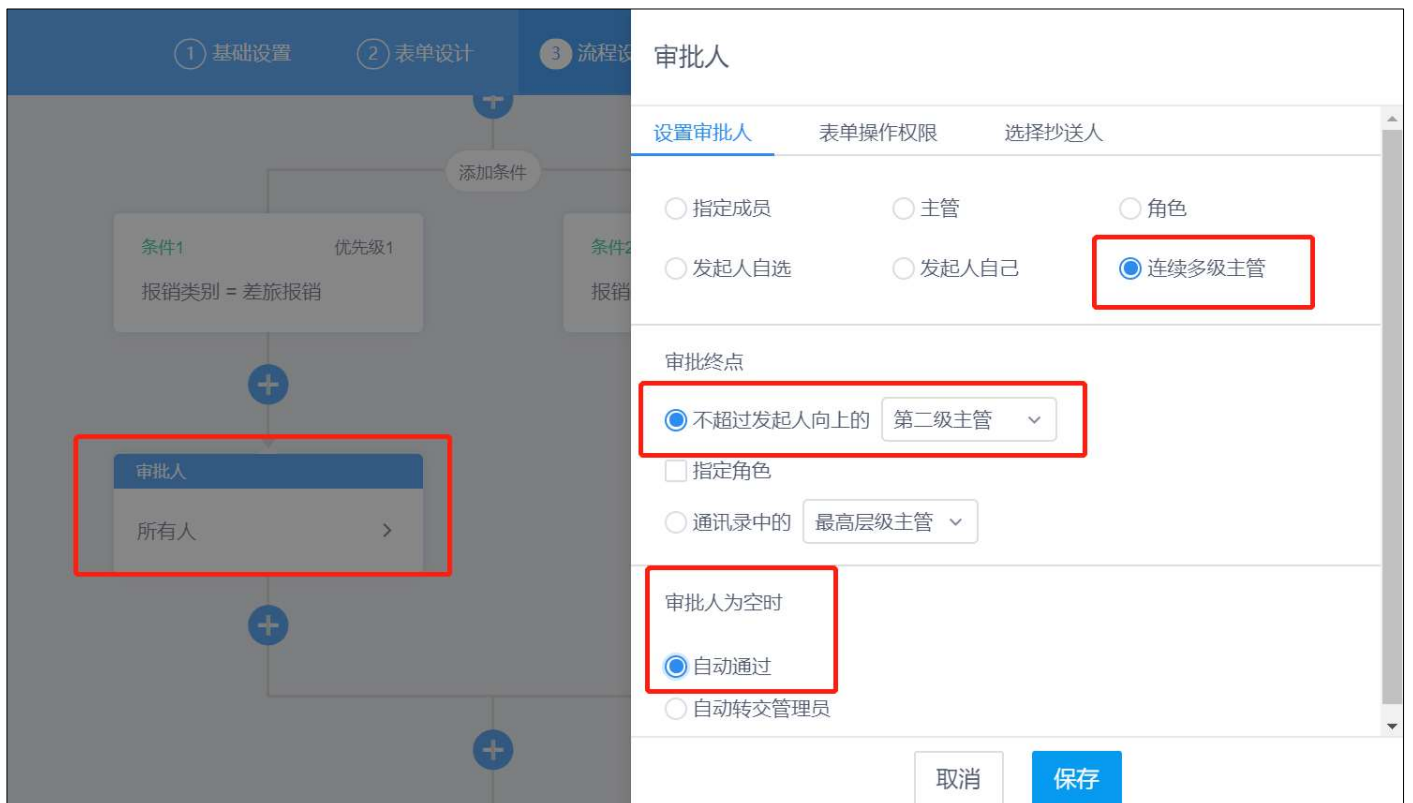 1 基础设置 2 表单设计 3 流程设
添加条件
条件1 优先级1
报销类别 = 差旅报销
条件2
报销
审批人
所有人
审批人
设置审批人 表单操作权限 选择抄送人
指定成员 主管 角色
发起人自选 发起人自己 连续多级主管
审批终点
不超过发起人向上的 第二级主管
指定角色
通讯录中的 最高层级主管
审批人为空时
自动通过
自动转交管理员
取消 保存